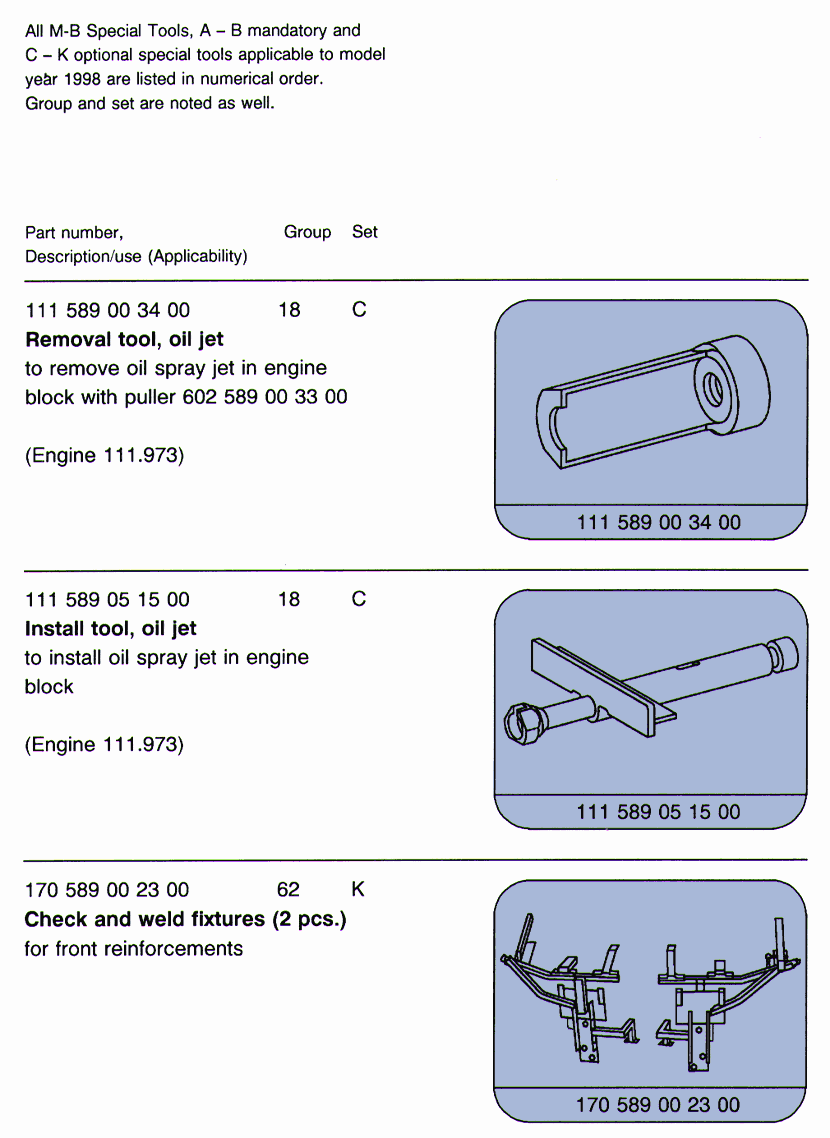 All M-B Special Tools, A – B mandatory and
C – K optional special tools applicable to model
year 1998 are listed in numerical order.
Group and set are noted as well.
Part number, Group Set
Description/use (Applicability)
111 589 00 34 00 18 C
Removal tool, oil jet
to remove oil spray jet in engine
block with puller 602 589 00 33 00
(Engine 111.973)
111 589 00 34 00
111 589 05 15 00 18 C
Install tool, oil jet
to install oil spray jet in engine
block
(Engine 111.973)
111 589 05 15 00
170 589 00 23 00 62 K
Check and weld fixtures (2 pcs.)
for front reinforcements
170 589 00 23 00